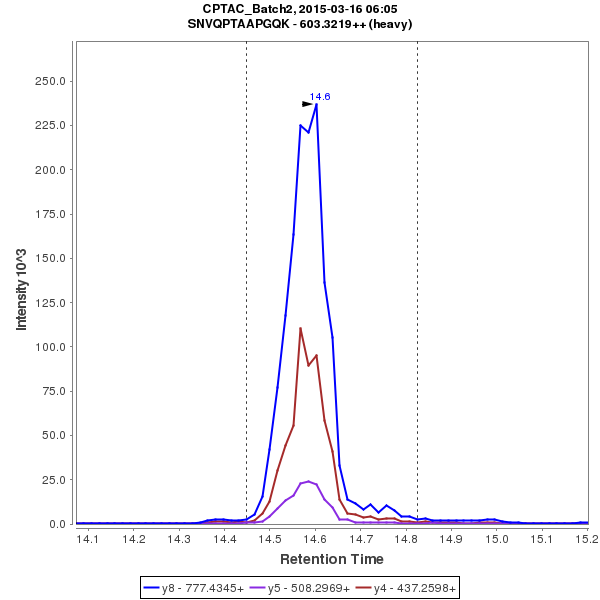 CPTAC_Batch2, 2015-03-16 06:05
SNVQPTAAPGQK - 603.3219++ (heavy)
14.6
Intensity 10^3
250.0
225.0
200.0
175.0
150.0
125.0
100.0
75.0
50.0
25.0
0.0
14.1 14.2 14.3 14.4 14.5 14.6 14.7 14.8 14.9 15.0 15.1 15.2
Retention Time
y8 - 777.4345+ y5 - 508.2969+ y4 - 437.2598+